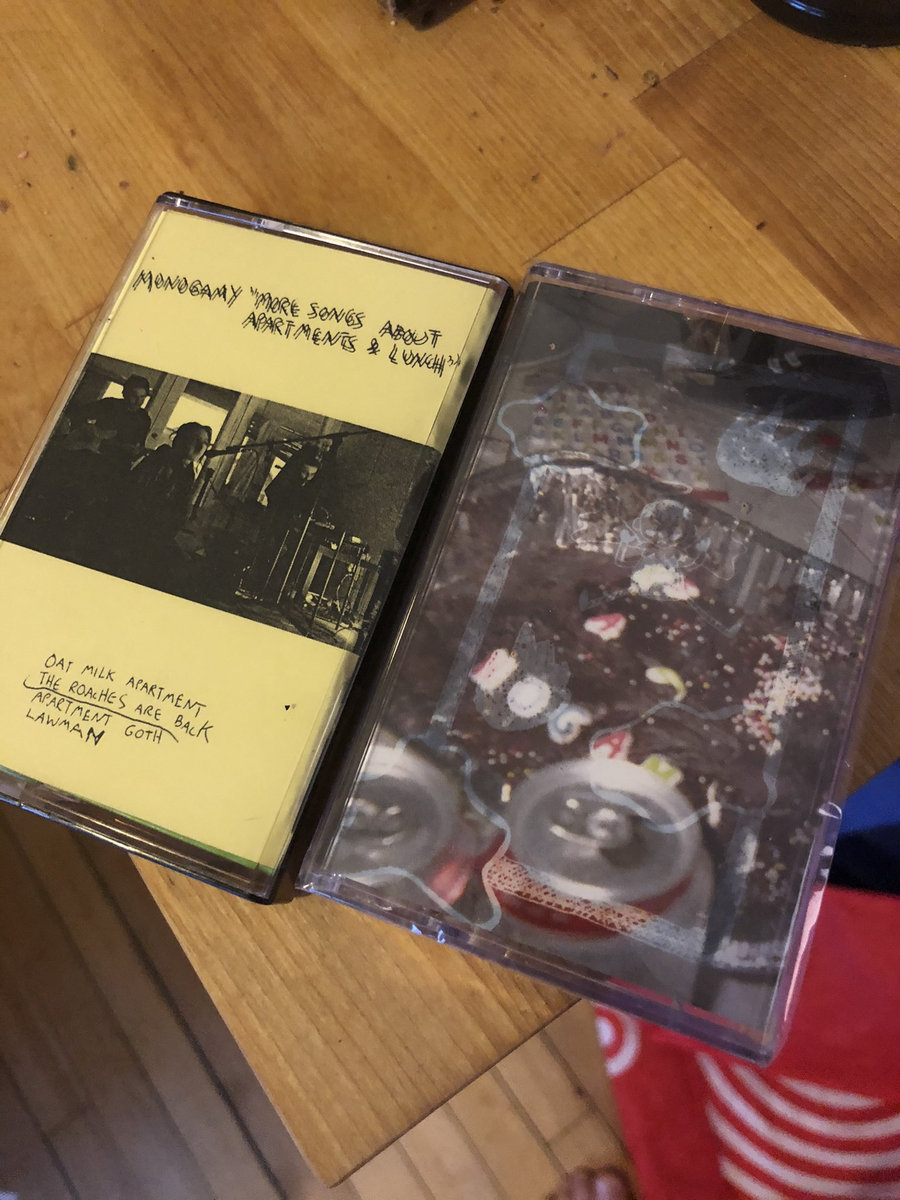 MONOGAMY "MORE SONGS ABOUT
APARTMENTS & LUNCH"
OAT MILK APARTMENT
THE ROACHES ARE BACK
APARTMENT GOTH
LAWMAN